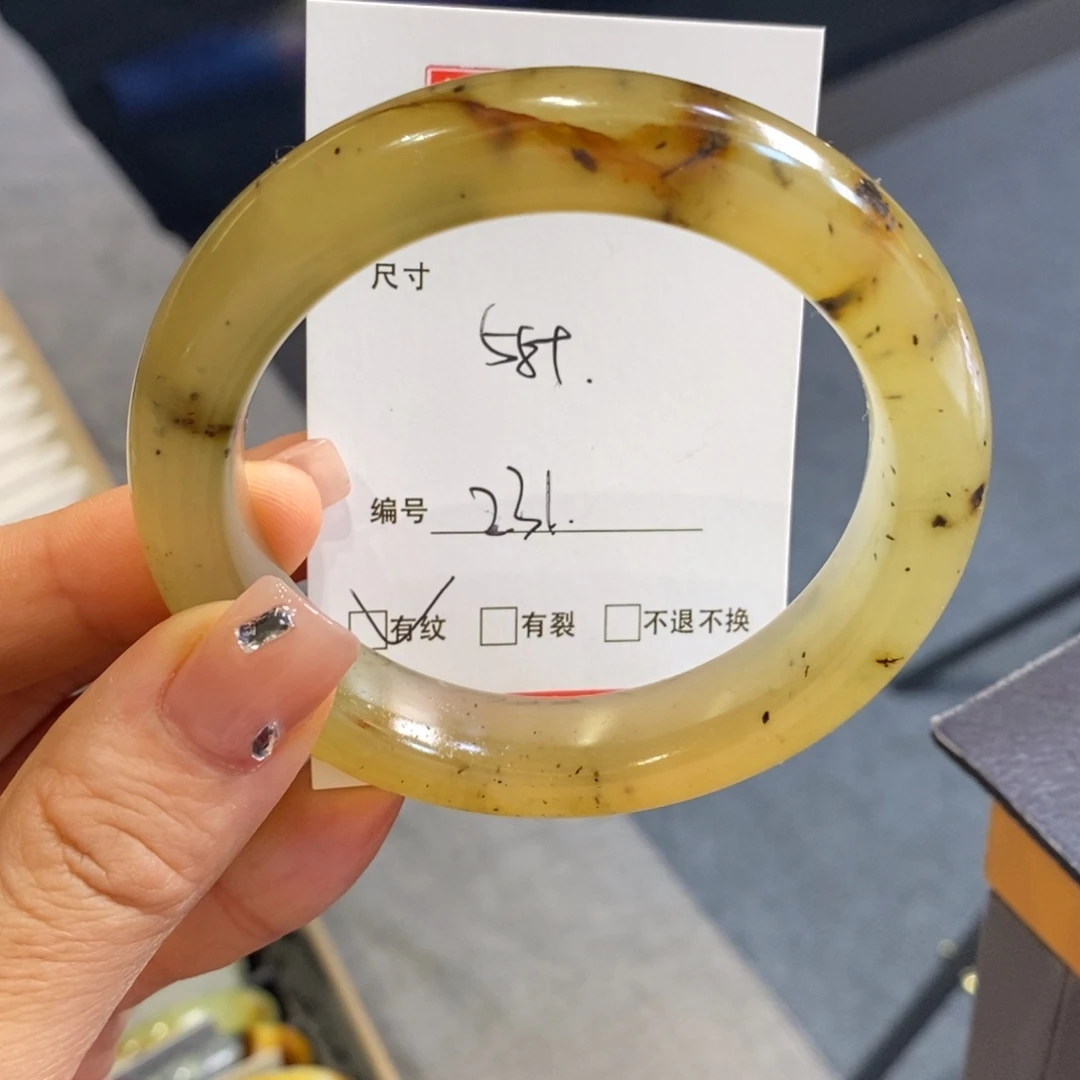 尺寸
58+.
编号 231.
有纹 有裂 不退不换